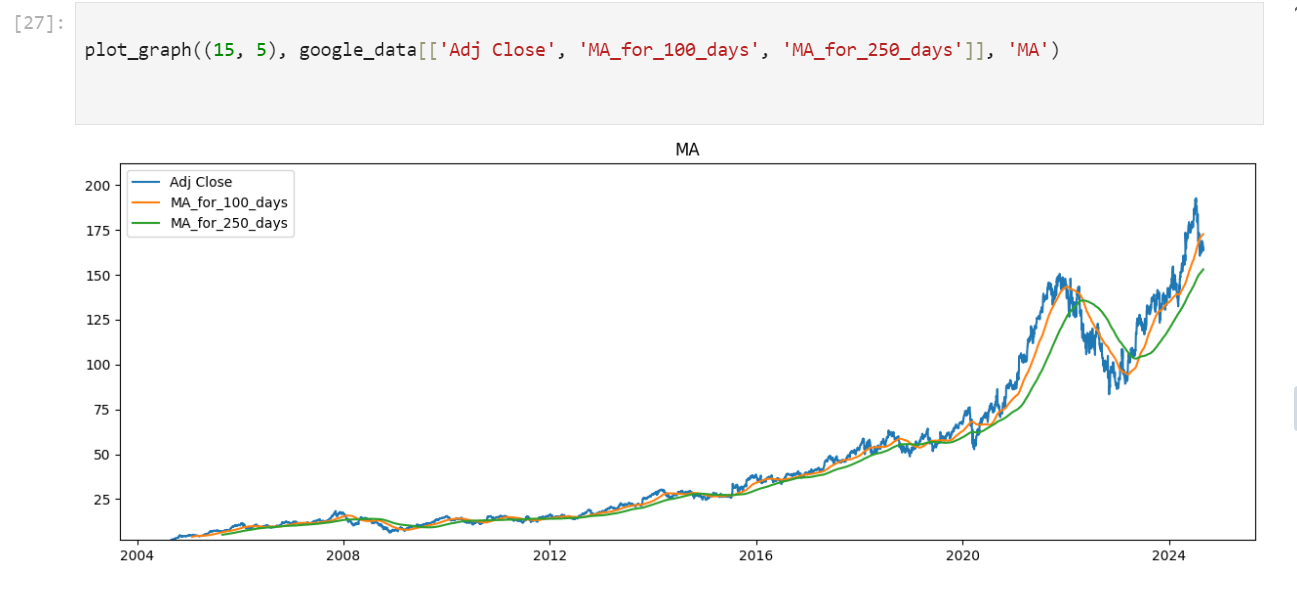 [27]:
plot_graph((15, 5), google_data[['Adj Close', 'MA_for_100_days', 'MA_for_250_days']], 'MA')
MA
Adj Close
MA_for_100_days
MA_for_250_days
200
175
150
125
100
75
50
25
2004 2008 2012 2016 2020 2024